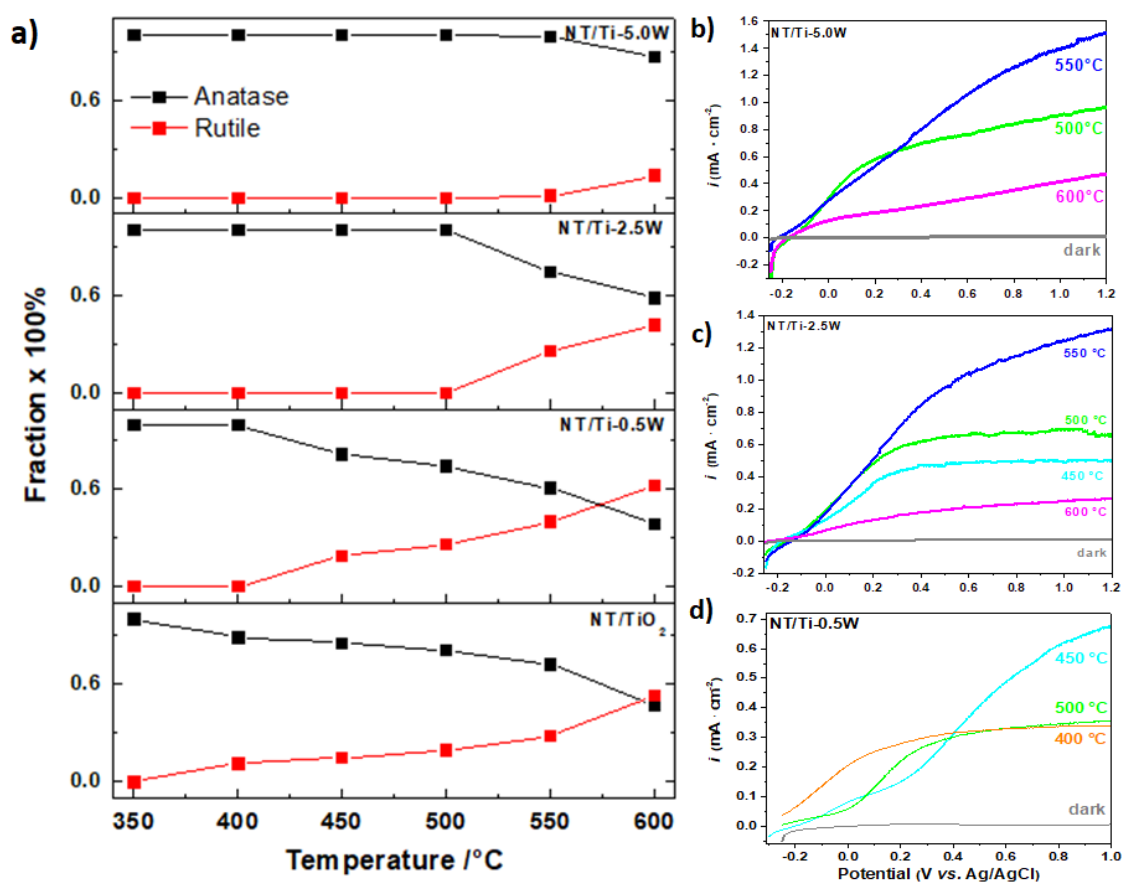 a)
NT/Ti-5.0W
0.6
Anatase
Rutile
0.0
NT/Ti-2.5W
0.6
0.0
NT/Ti-0.5W
0.6
0.0
NT/TiO₂
0.6
0.0
350 400 450 500 550 600
Temperature /°C
Fraction x 100%
b)
NT/Ti-5.0W
1.6
1.4
1.2
1.0
0.8
0.6
0.4
0.2
0.0
-0.2
550°C
500°C
600°C
dark
-0.2 0.0 0.2 0.4 0.6 0.8 1.0 1.2
i (mA · cm⁻²)
c)
NT/Ti-2.5W
1.4
1.2
1.0
0.8
0.6
0.4
0.2
0.0
-0.2
550 °C
500 °C
450 °C
600 °C
dark
-0.2 0.0 0.2 0.4 0.6 0.8 1.0 1.2
i (mA · cm⁻²)
d)
NT/Ti-0.5W
0.7
0.6
0.5
0.4
0.3
0.2
0.1
0.0
450 °C
500 °C
400 °C
dark
-0.2 0.0 0.2 0.4 0.6 0.8 1.0
Potential (V vs. Ag/AgCl)
i (mA · cm⁻²)